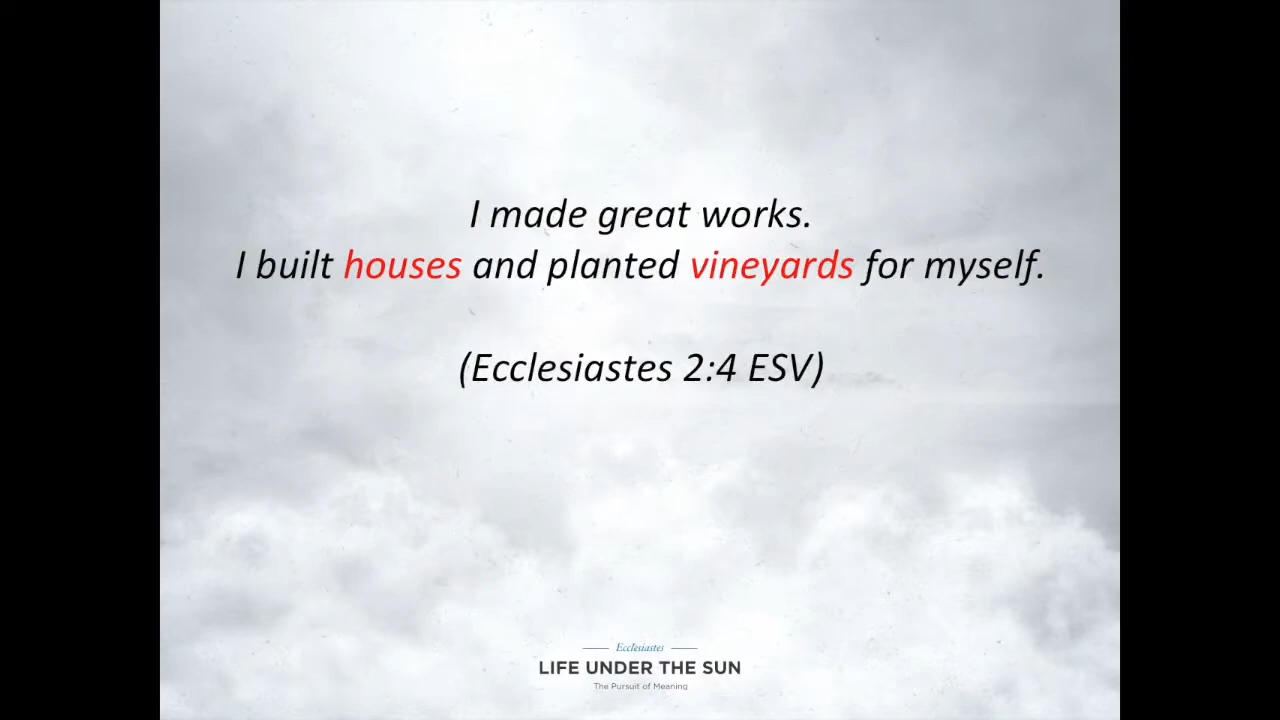 I made great works.
I built houses and planted vineyards for myself.
(Ecclesiastes 2:4 ESV)
Ecclesiastes
LIFE UNDER THE SUN
The Pursuit of Meaning